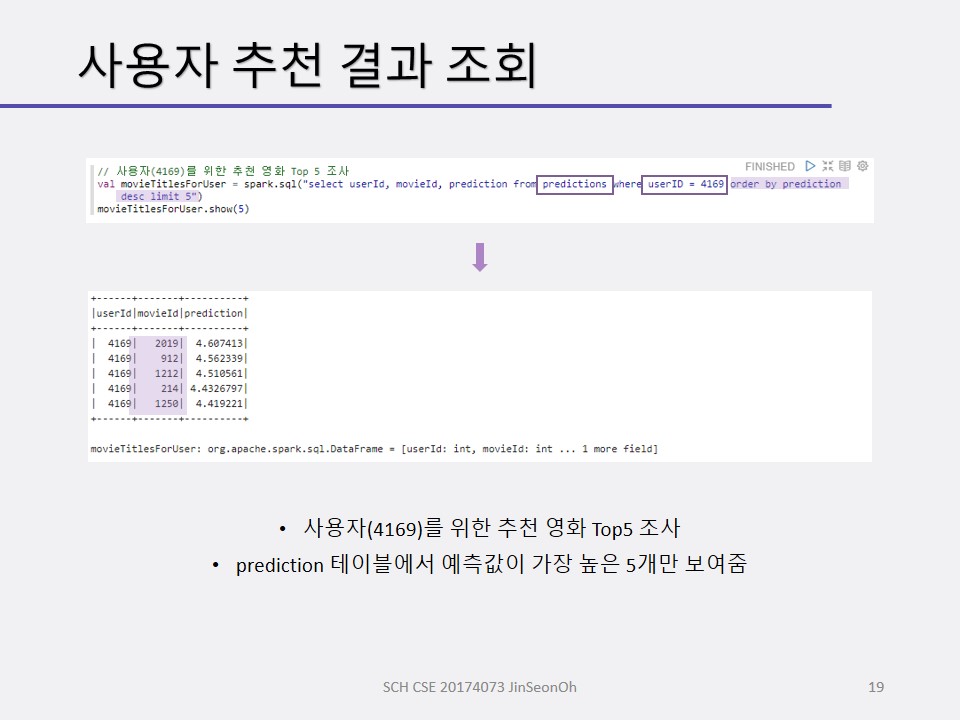 사용자 추천 결과 조회
FINISHED
// 사용자(4169)를 위한 추천 영화 Top 5 조사
val movieTitlesForUser = spark.sql("select userId, movieId, prediction from predictions where userID = 4169 order by prediction
desc limit 5")
movieTitlesForUser.show(5)
+------+-------+----------+
|userId|movieId|prediction|
+------+-------+----------+
|  4169|   2019|  4.607413|
|  4169|    912|  4.562339|
|  4169|   1212|  4.510561|
|  4169|    214| 4.4326797|
|  4169|   1250|  4.419221|
+------+-------+----------+
movieTitlesForUser: org.apache.spark.sql.DataFrame = [userId: int, movieId: int ... 1 more field]
• 사용자(4169)를 위한 추천 영화 Top5 조사
• prediction 테이블에서 예측값이 가장 높은 5개만 보여줌
SCH CSE 20174073 JinSeonOh
19